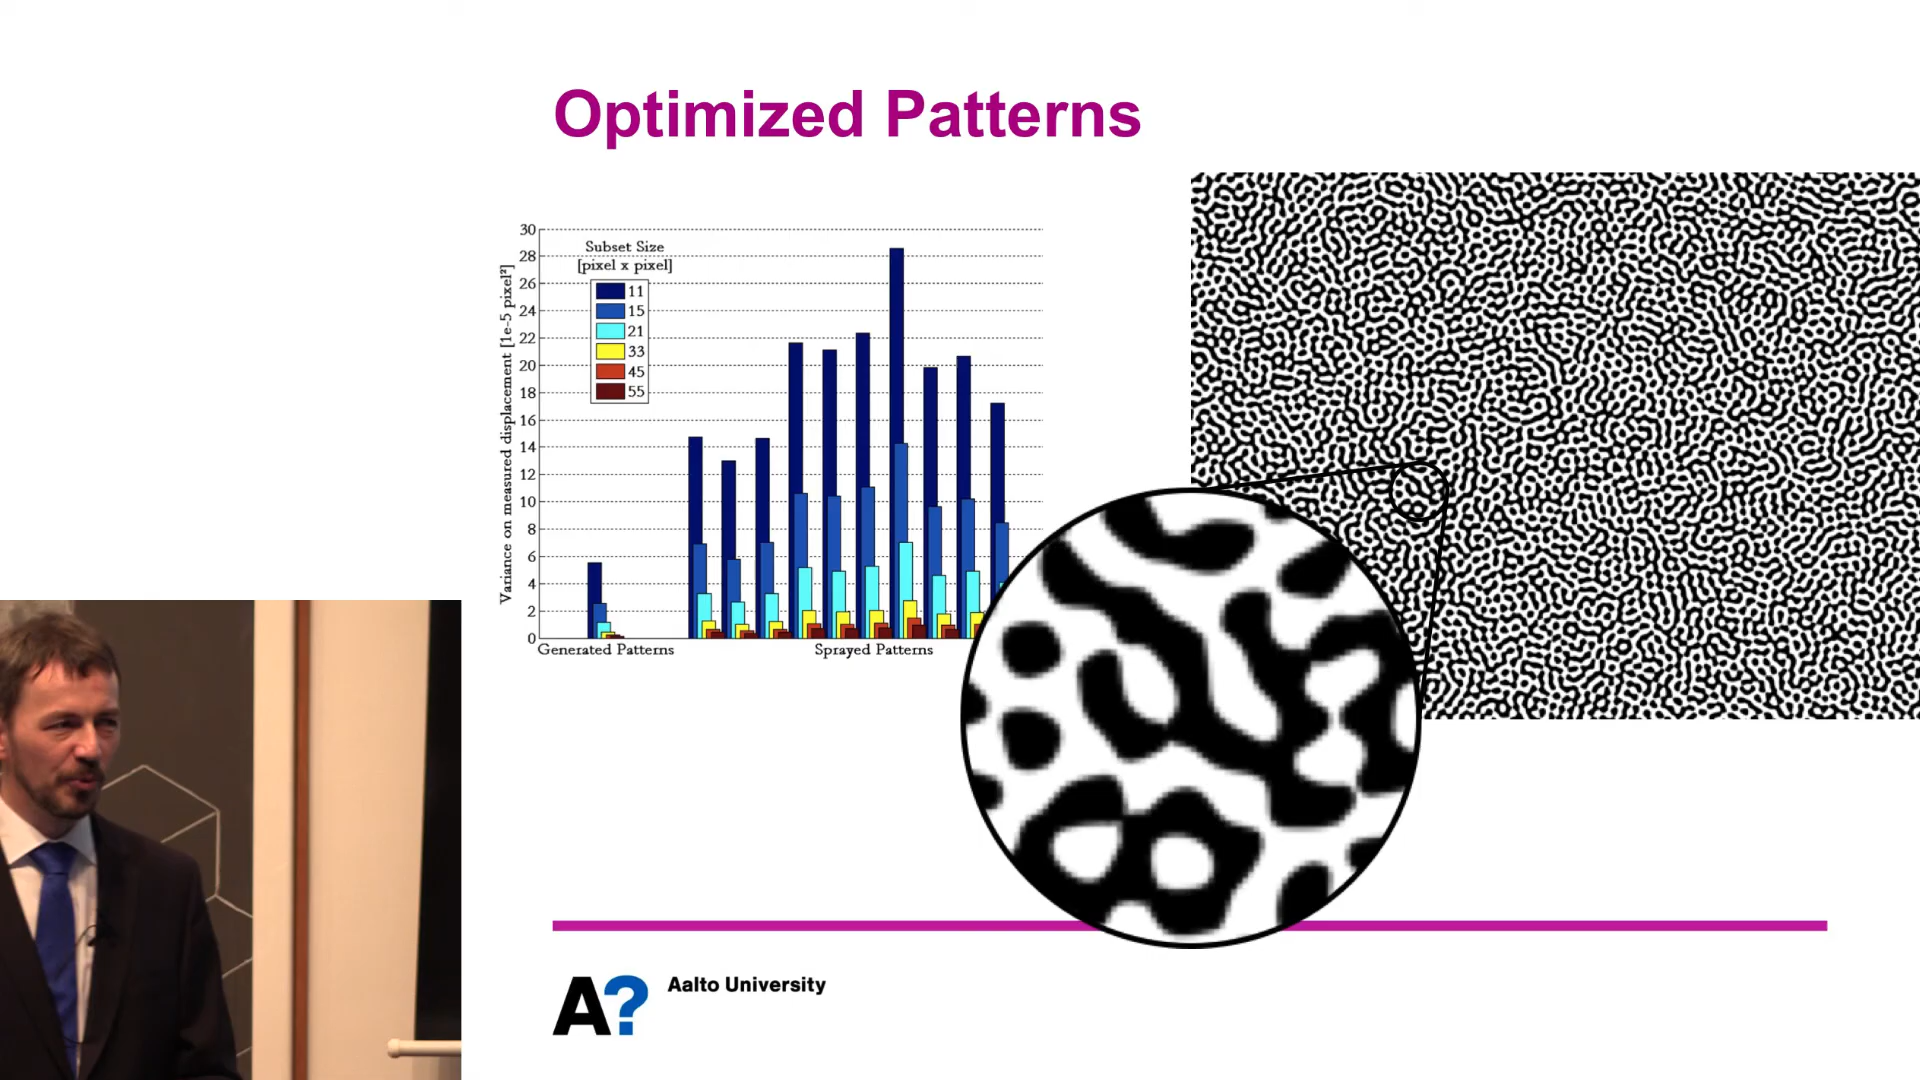 Optimized Patterns
Variance on measured displacement [1e-5 pixel²]
30
28
26
24
22
20
18
16
14
12
10
8
6
4
2
0
Subset Size
[pixel x pixel]
11
15
21
33
45
55
Generated Patterns
Sprayed Patterns
A?
Aalto University